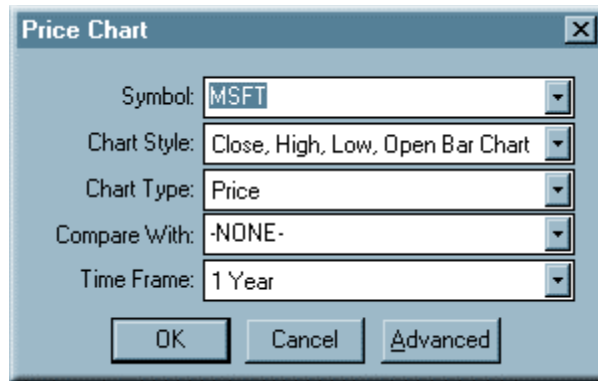 Price Chart
Symbol: MSFT
Chart Style: Close, High, Low, Open Bar Chart
Chart Type: Price
Compare With: -NONE-
Time Frame: 1 Year
OK Cancel Advanced